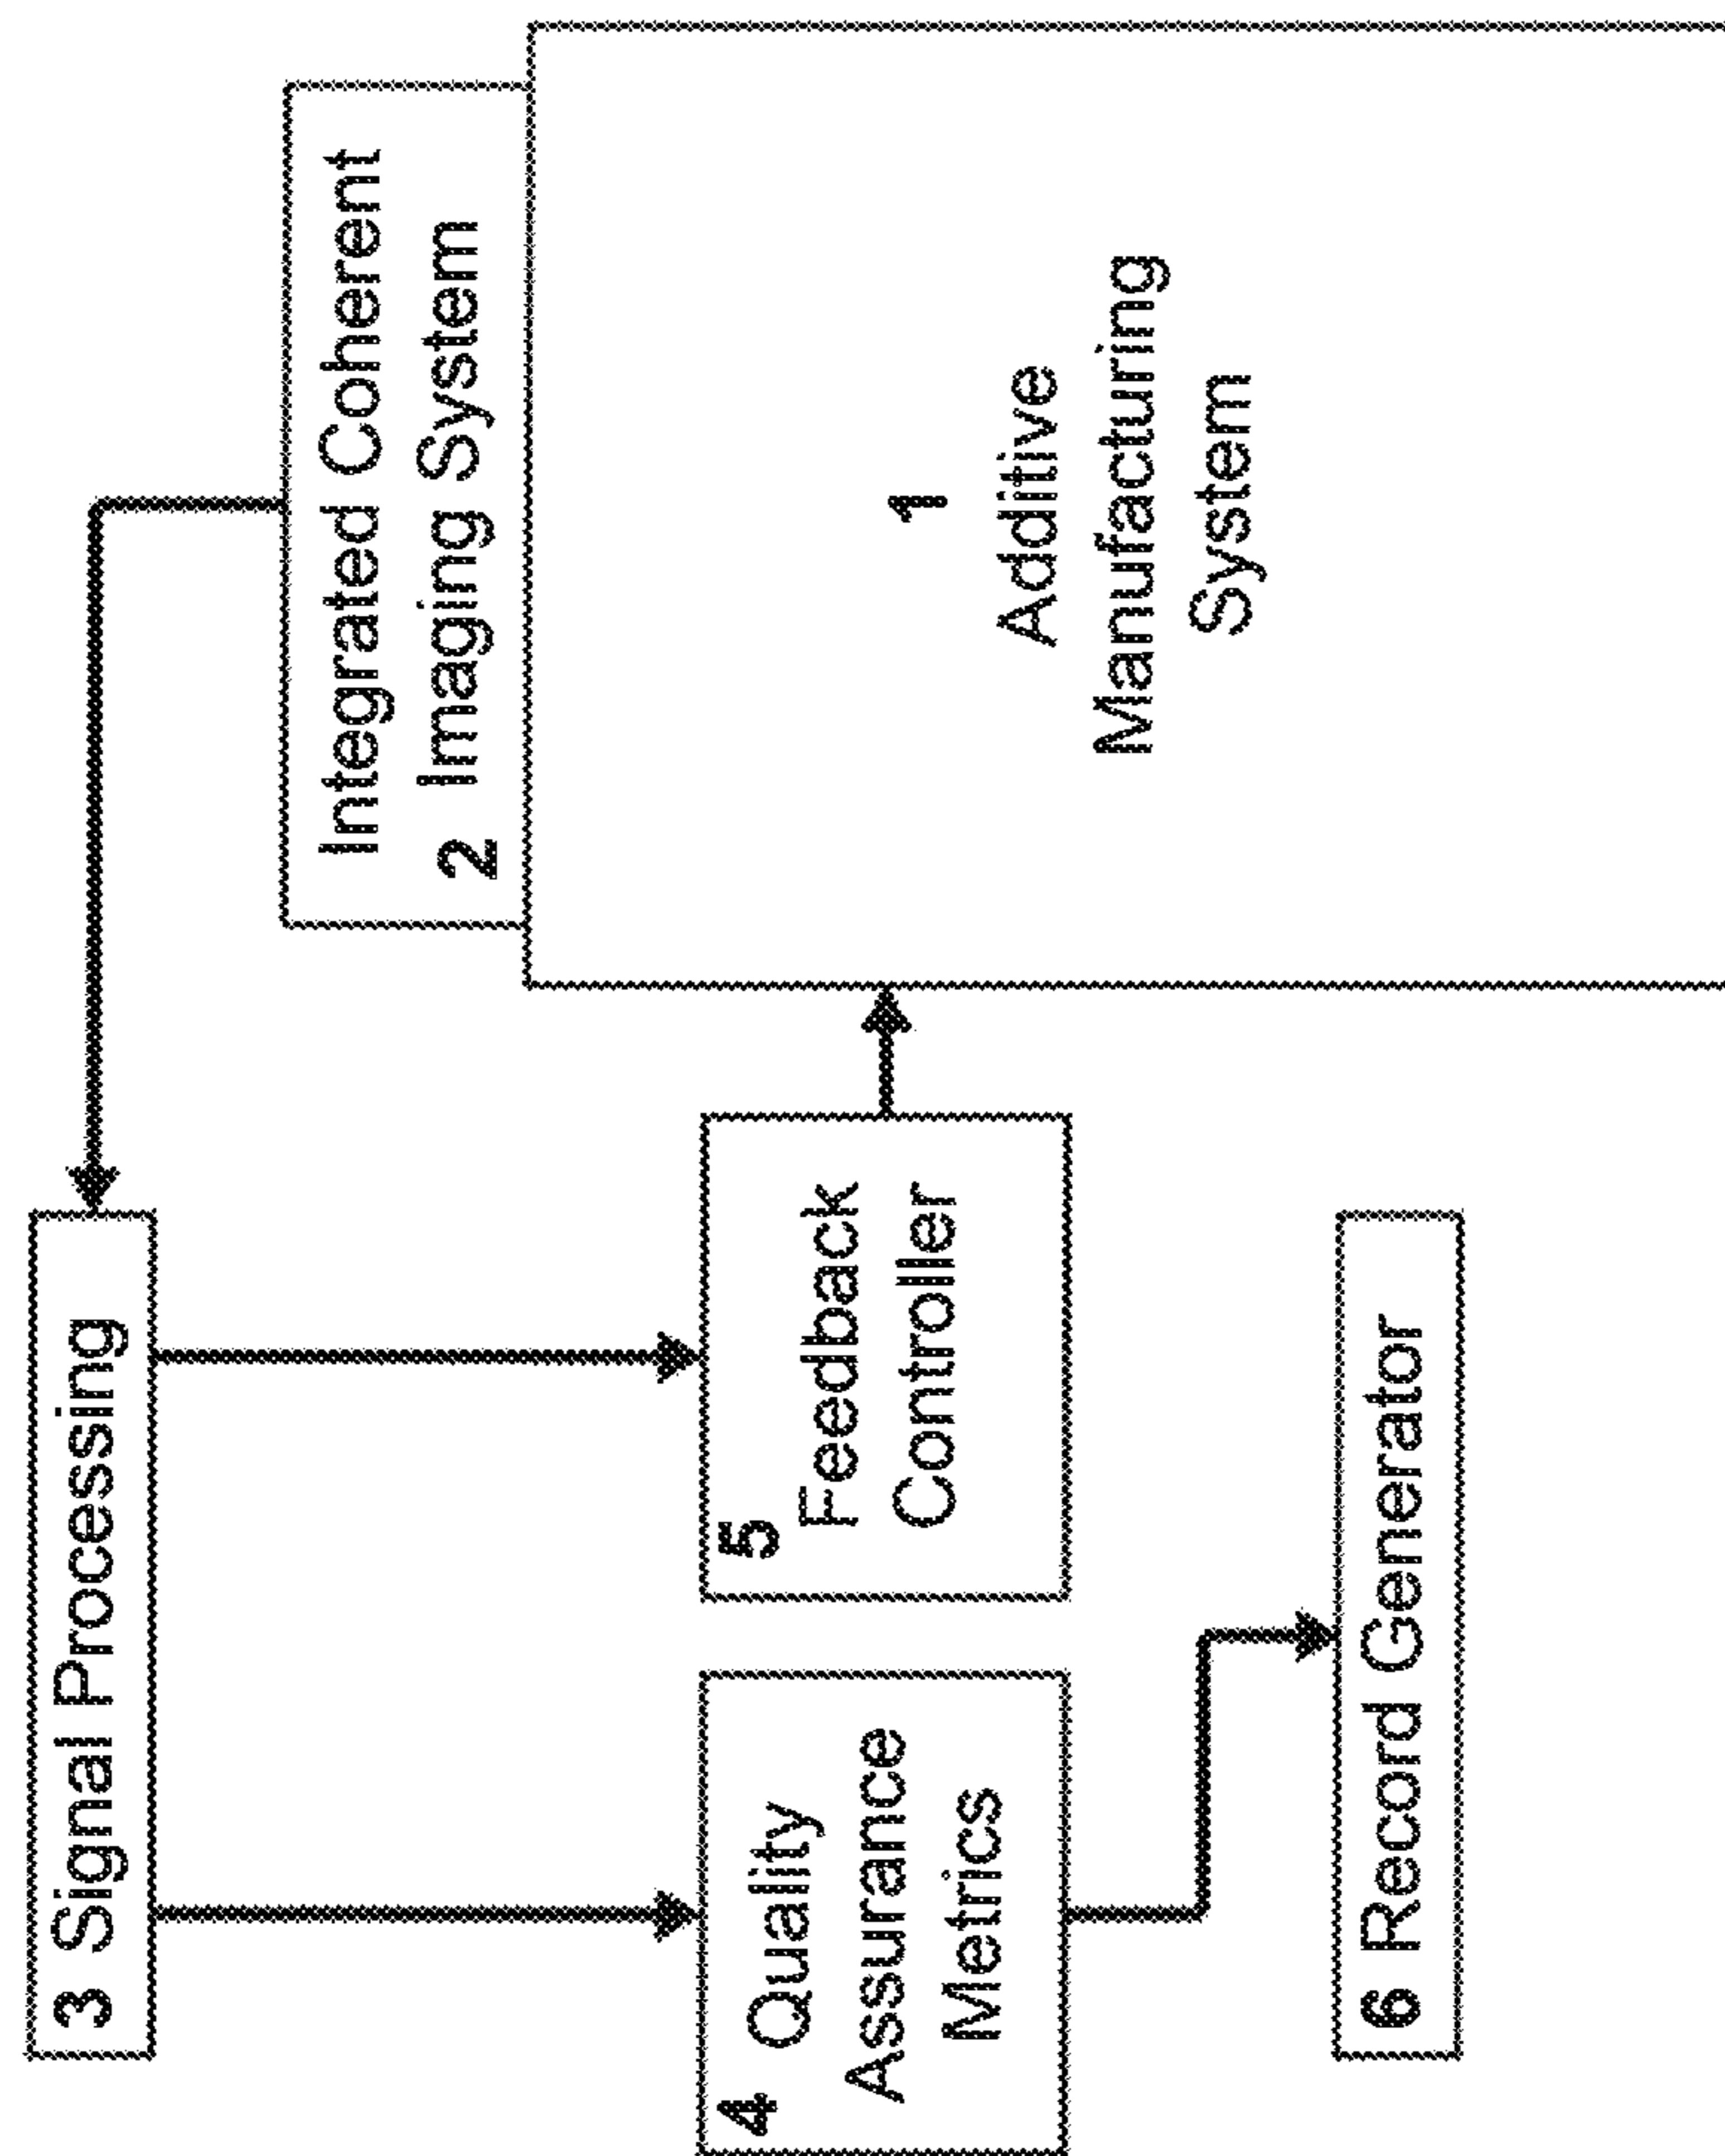 3 Signal Processing
Integrated Coherent
2 Imaging System
4 Quality
Assurance
Metrics
5
Feedback
Controller
1
Additive
Manufacturing
System
6 Record Generator